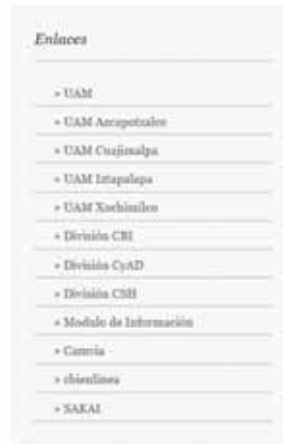 Enlaces
» UAM
» UAM Azcapotzalco
» UAM Cuajimalpa
» UAM Iztapalapa
» UAM Xochimilco
» División CBI
» División CyAD
» División CSH
» Modulo de Información
» Camvia
» cbienlinea
» SAKAI